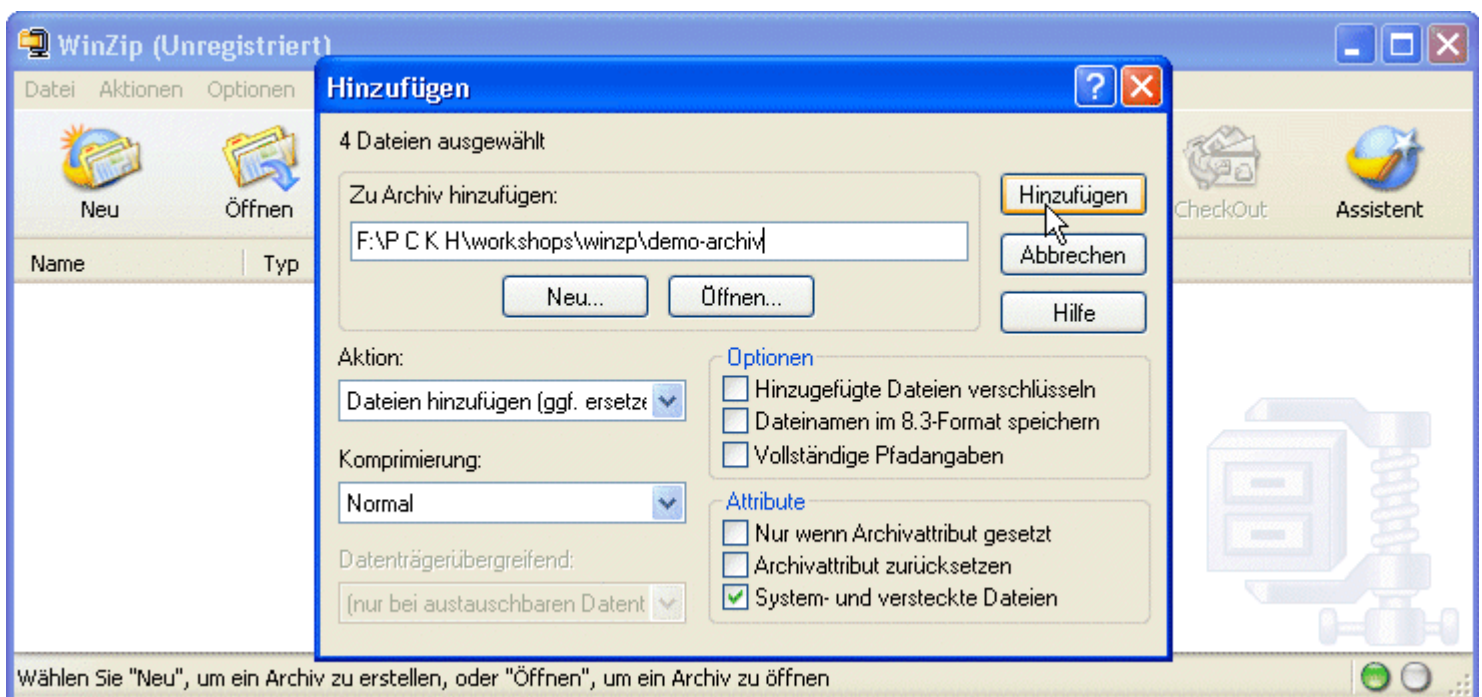 WinZip (Unregistriert)
Datei Aktionen Optionen
Neu
Öffnen
CheckOut
Assistent
Name Typ
Hinzufügen
4 Dateien ausgewählt
Zu Archiv hinzufügen:
F:\P C K H\workshops\winzp\demo-archiv
Neu... Öffnen...
Hinzufügen
Abbrechen
Hilfe
Aktion:
Dateien hinzufügen (ggf. ersetze
Komprimierung:
Normal
Datenträgerübergreifend:
(nur bei austauschbaren Datent
Optionen
Hinzugefügte Dateien verschlüsseln
Dateinamen im 8.3-Format speichern
Vollständige Pfadangaben
Attribute
Nur wenn Archivattribut gesetzt
Archivattribut zurücksetzen
System- und versteckte Dateien
Wählen Sie "Neu", um ein Archiv zu erstellen, oder "Öffnen", um ein Archiv zu öffnen